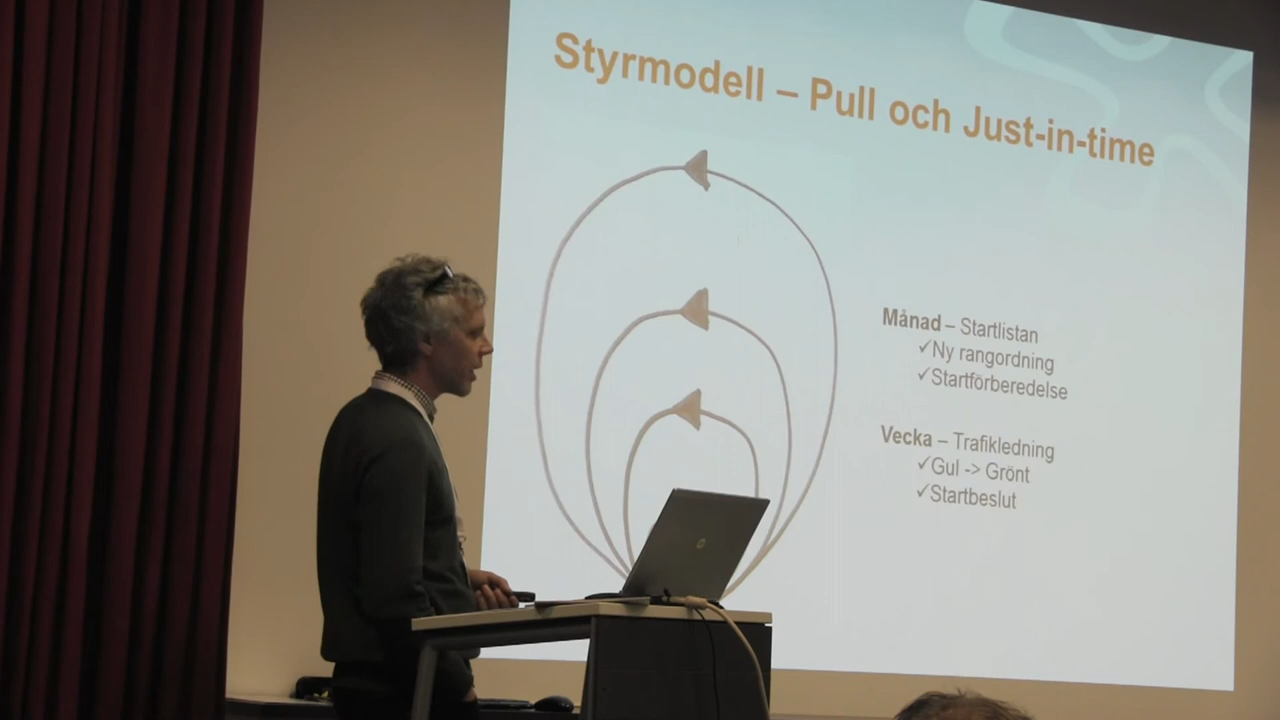 Styrmodell – Pull och Just-in-time
Månad – Startlistan
✓Ny rangordning
✓Startförberedelse
Vecka – Trafikledning
✓Gul -> Grönt
✓Startbeslut